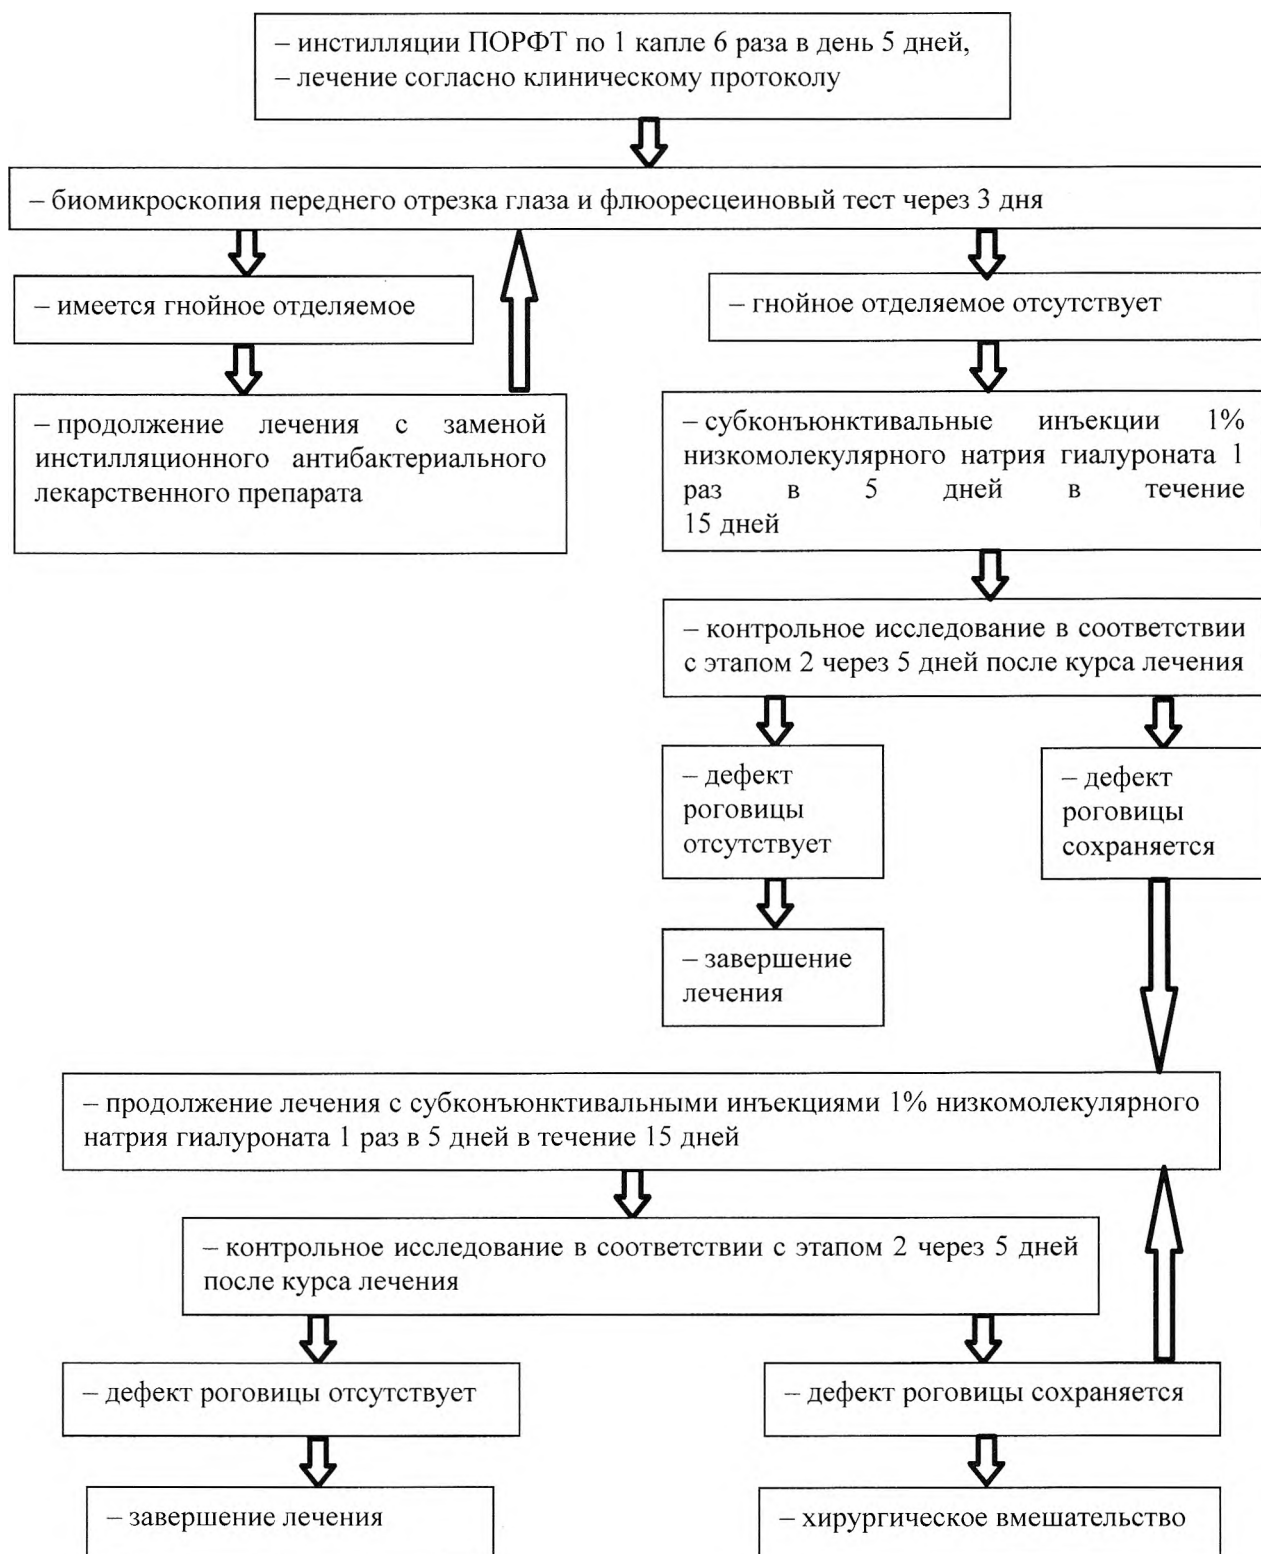 – инстилляции ПОРФТ по 1 капле 6 раза в день 5 дней,
– лечение согласно клиническому протоколу
– биомикроскопия переднего отрезка глаза и флюоресцеиновый тест через 3 дня
– имеется гнойное отделяемое
– гнойное отделяемое отсутствует
– продолжение лечения с заменой
инстилляционного антибактериального
лекарственного препарата
– субконъюнктивальные инъекции 1%
низкомолекулярного натрия гиалуроната 1
раз в 5 дней в течение
15 дней
– контрольное исследование в соответствии
с этапом 2 через 5 дней после курса лечения
– дефект
роговицы
отсутствует
– дефект
роговицы
сохраняется
– завершение
лечения
– продолжение лечения с субконъюнктивальными инъекциями 1% низкомолекулярного
натрия гиалуроната 1 раз в 5 дней в течение 15 дней
– контрольное исследование в соответствии с этапом 2 через 5 дней
после курса лечения
– дефект роговицы отсутствует
– дефект роговицы сохраняется
– завершение лечения
– хирургическое вмешательство